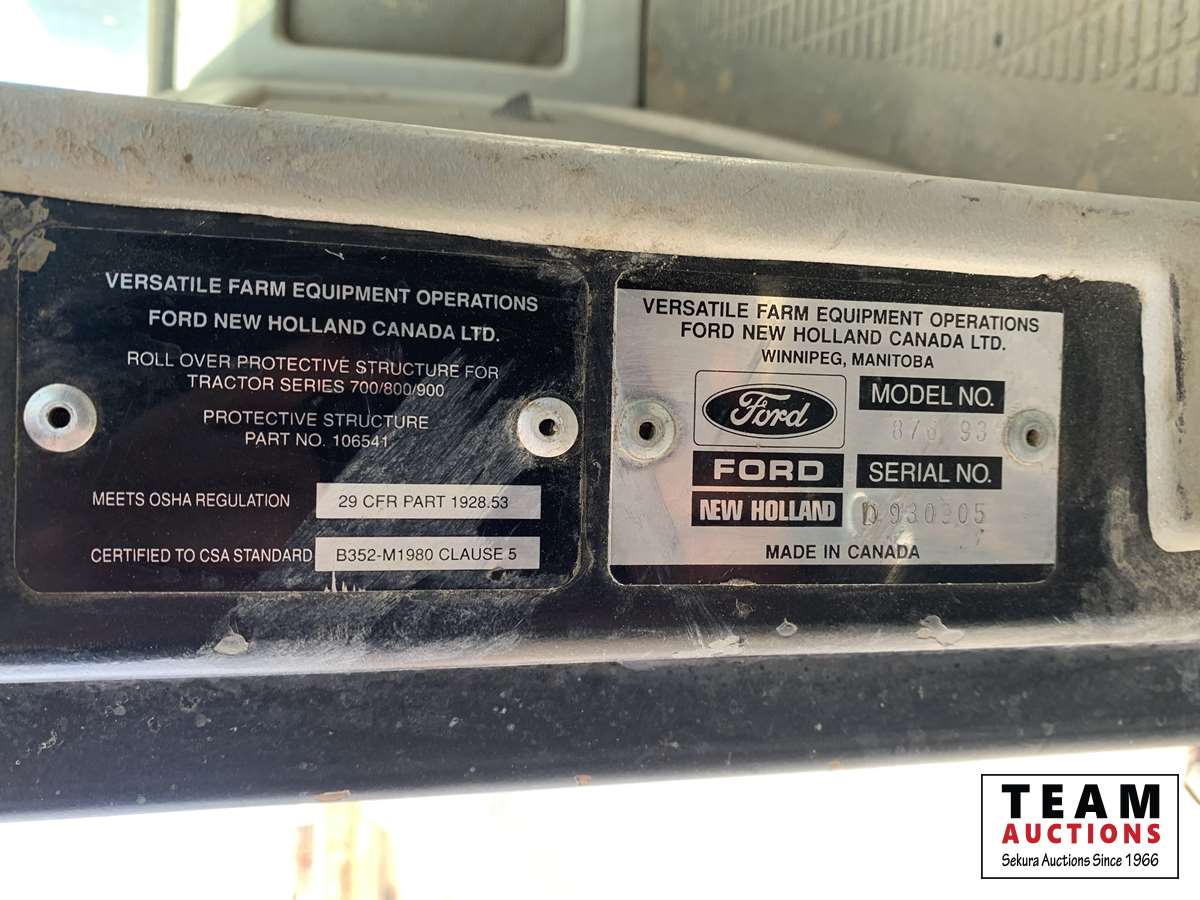 VERSATILE FARM EQUIPMENT OPERATIONS
FORD NEW HOLLAND CANADA LTD.
ROLL OVER PROTECTIVE STRUCTURE FOR
TRACTOR SERIES 700/800/900
PROTECTIVE STRUCTURE
PART NO. 106541
MEETS OSHA REGULATION 29 CFR PART 1928.53
CERTIFIED TO CSA STANDARD B352-M1980 CLAUSE 5
VERSATILE FARM EQUIPMENT OPERATIONS
FORD NEW HOLLAND CANADA LTD.
WINNIPEG, MANITOBA
Ford
MODEL NO.
93
FORD
SERIAL NO.
NEW HOLLAND
D930905
MADE IN CANADA
TEAM
AUCTIONS
Sekura Auctions Since 1966